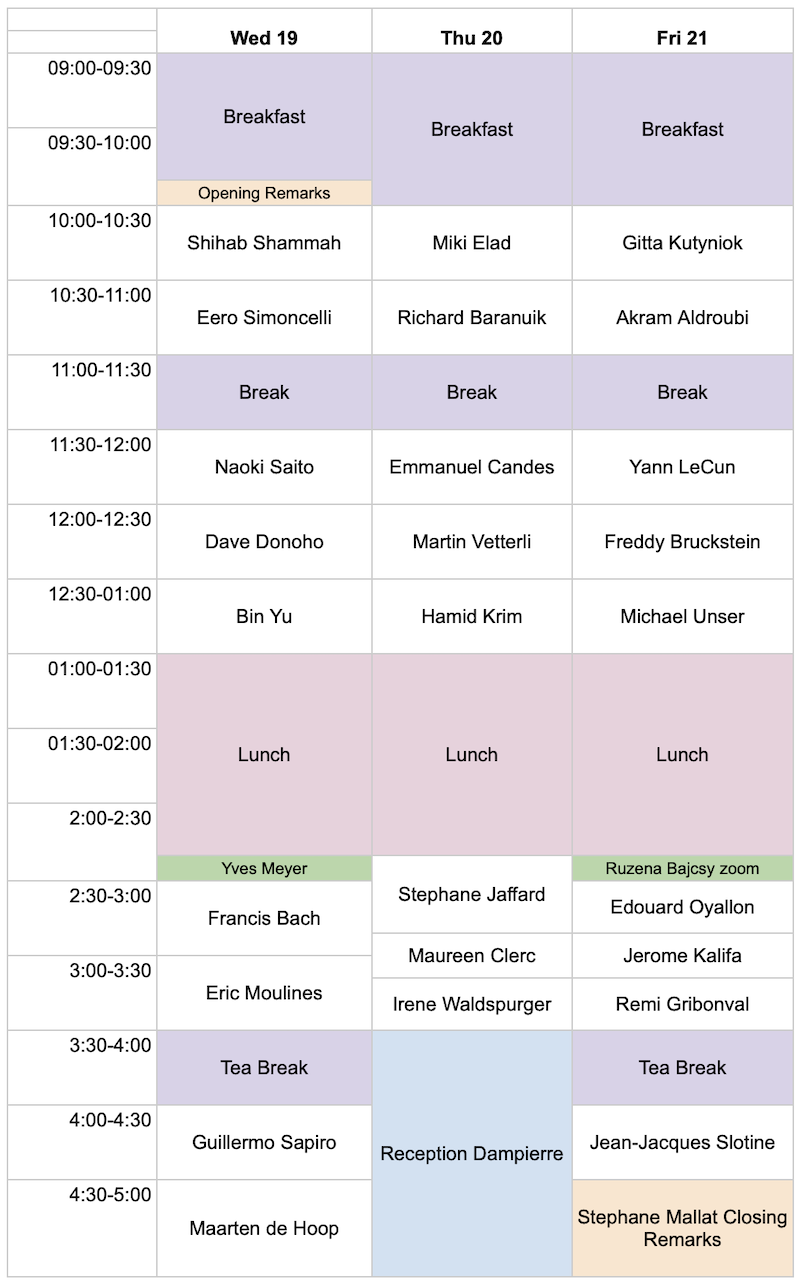 Wed 19 Thu 20 Fri 21
09:00-09:30
Breakfast Breakfast Breakfast
09:30-10:00
Opening Remarks
10:00-10:30
Shihab Shammah Miki Elad Gitta Kutyniok
10:30-11:00
Eero Simoncelli Richard Baranuik Akram Aldroubi
11:00-11:30
Break Break Break
11:30-12:00
Naoki Saito Emmanuel Candes Yann LeCun
12:00-12:30
Dave Donoho Martin Vetterli Freddy Bruckstein
12:30-01:00
Bin Yu Hamid Krim Michael Unser
01:00-01:30
01:30-02:00
Lunch Lunch Lunch
2:00-2:30
Yves Meyer Ruzena Bajcsy zoom
2:30-3:00
Stephane Jaffard
Francis Bach Edouard Oyallon
Maureen Clerc Jerome Kalifa
3:00-3:30
Eric Moulines Irene Waldspurger Remi Gribonval
3:30-4:00
Tea Break Tea Break
4:00-4:30
Guillermo Sapiro Reception Dampierre Jean-Jacques Slotine
4:30-5:00
Maarten de Hoop Stephane Mallat Closing
Remarks